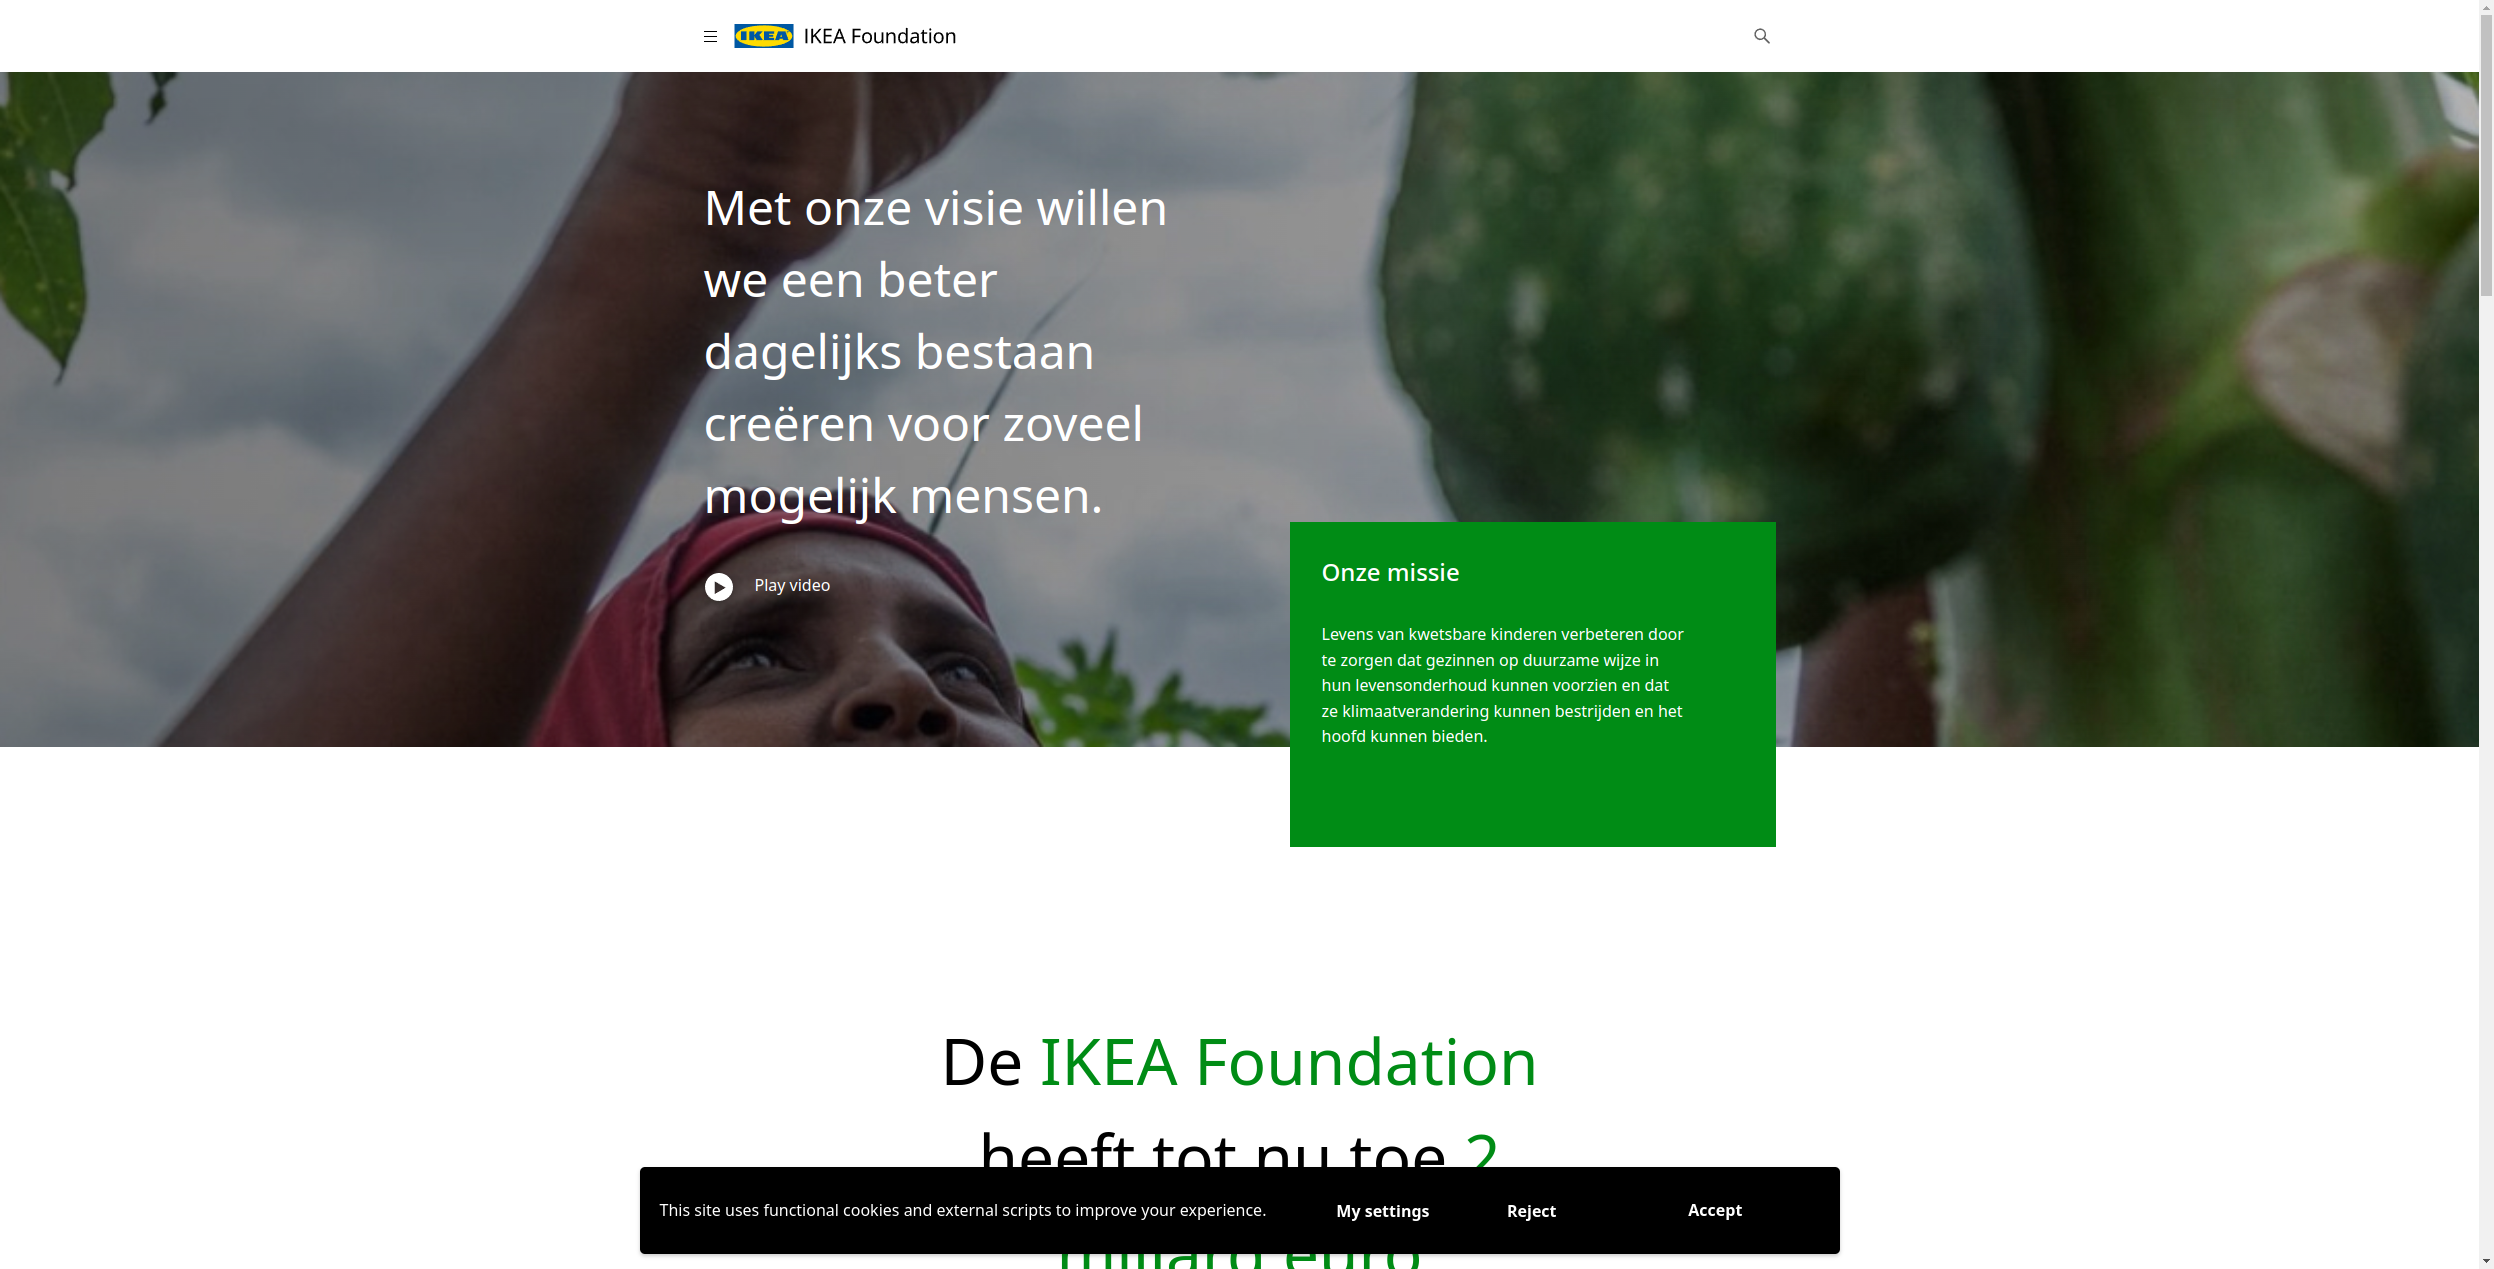 IKEA IKEA Foundation
Met onze visie willen
we een beter
dagelijks bestaan
creëren voor zoveel
mogelijk mensen.
Play video
Onze missie
Levens van kwetsbare kinderen verbeteren door
te zorgen dat gezinnen op duurzame wijze in
hun levensonderhoud kunnen voorzien en dat
ze klimaatverandering kunnen bestrijden en het
hoofd kunnen bieden.
De IKEA Foundation
heeft tot nu toe 2
miljard euro
This site uses functional cookies and external scripts to improve your experience. My settings Reject Accept